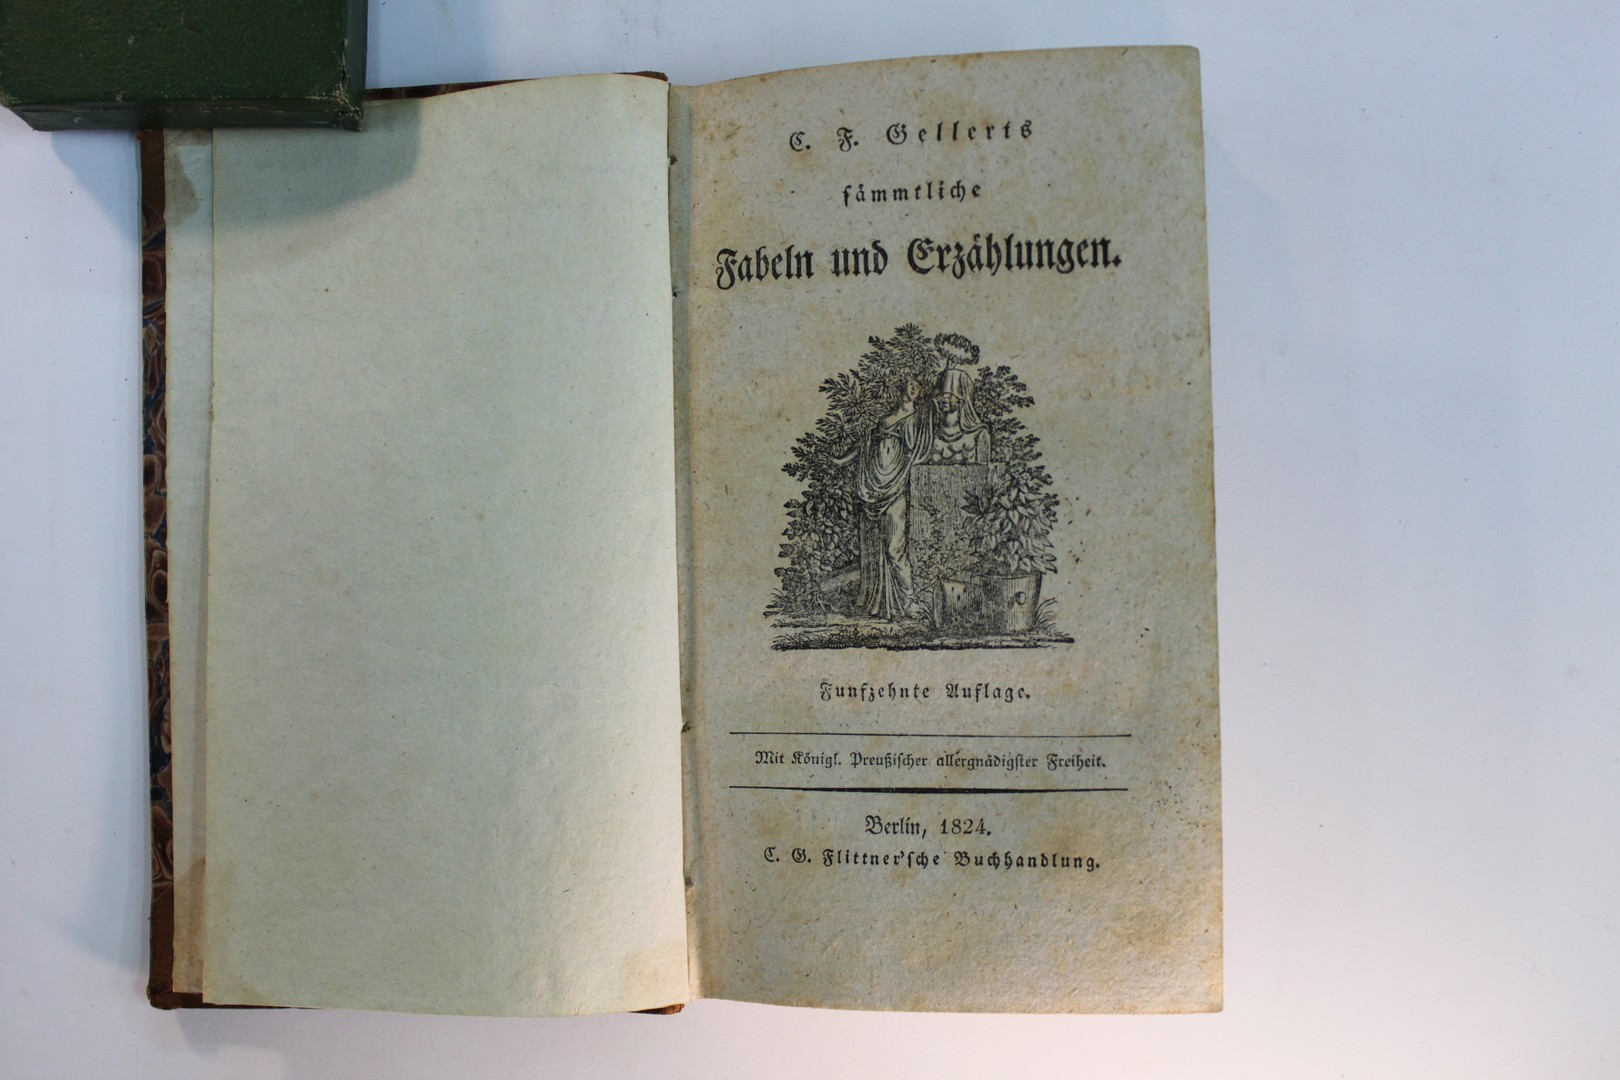 C. F. Gellerts
sämmtliche
Fabeln und Erzählungen.
Funfzehnte Auflage.
Mit Königl. Preußischer allergnädigster Freiheit.
Berlin, 1824.
C. G. Flittner'sche Buchhandlung.